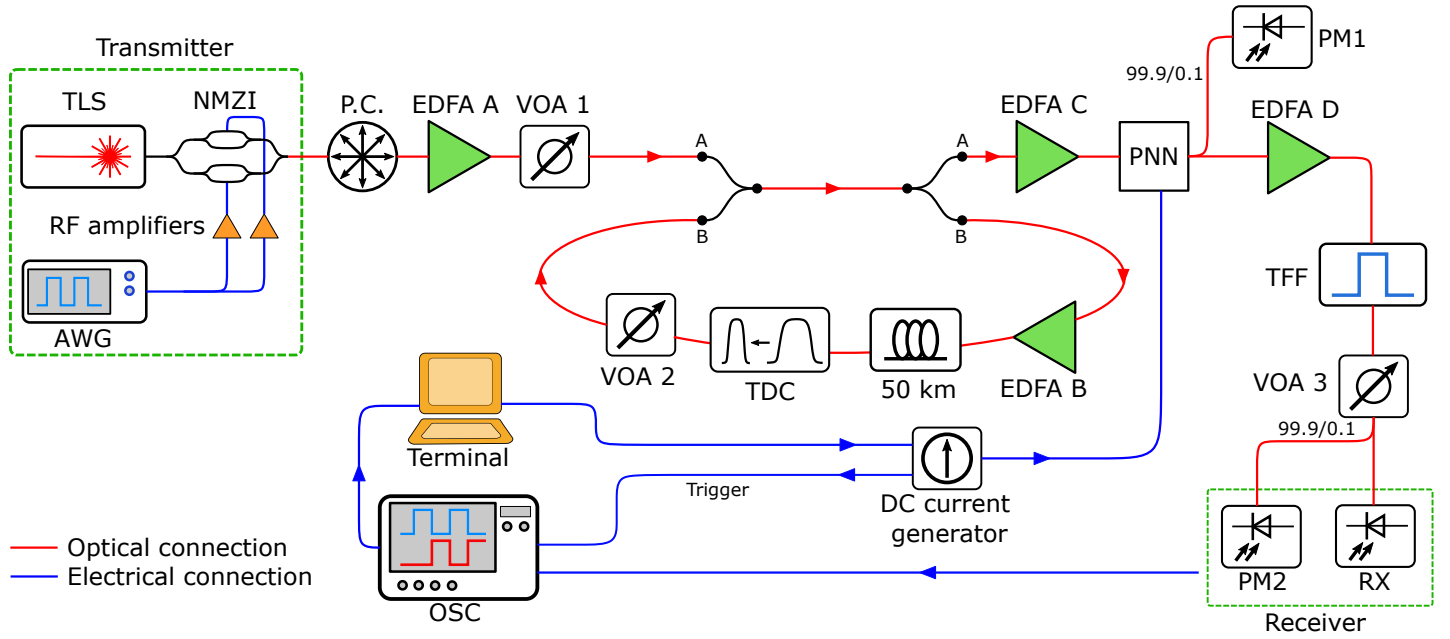 Transmitter
TLS
NMZI
RF amplifiers
AWG
P.C.
EDFA A
VOA 1
A
B
A
B
EDFA C
PNN
99.9/0.1
PM1
EDFA D
TFF
VOA 3
99.9/0.1
PM2
RX
Receiver
VOA 2
TDC
50 km
EDFA B
Terminal
Trigger
DC current
generator
OSC
Optical connection
Electrical connection